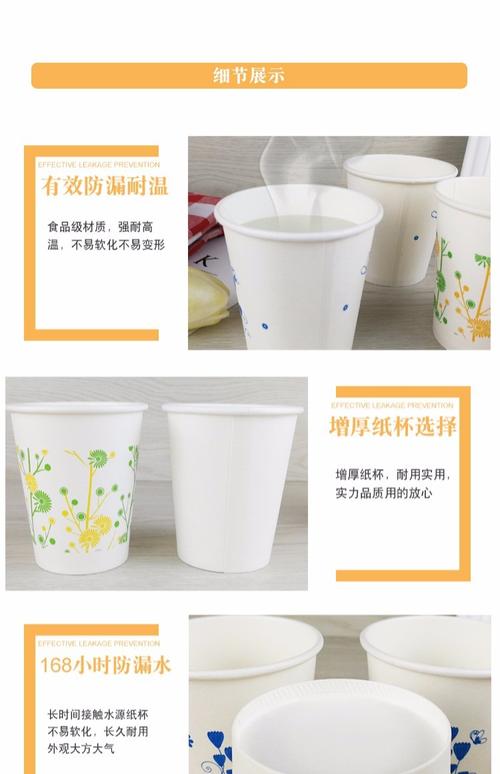 细节展示
EFFECTIVE LEAKAGE PREVENTION
有效防漏耐温
食品级材质，强耐高
温，不易软化不易变形
EFFECTIVE LEAKAGE PREVENTION
增厚纸杯选择
增厚纸杯，耐用实用，
实力品质用的放心
EFFECTIVE LEAKAGE PREVENTION
168小时防漏水
长时间接触水源纸杯
不易软化，长久耐用
外观大方大气